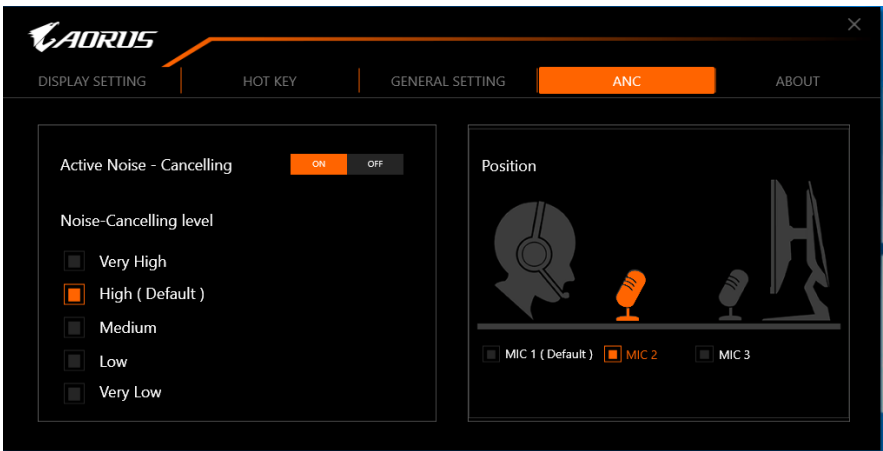 AORUS
DISPLAY SETTING HOT KEY GENERAL SETTING ANC ABOUT
Active Noise - Cancelling ON OFF
Noise-Cancelling level
Very High
High ( Default )
Medium
Low
Very Low
Position
MIC 1 ( Default ) MIC 2 MIC 3